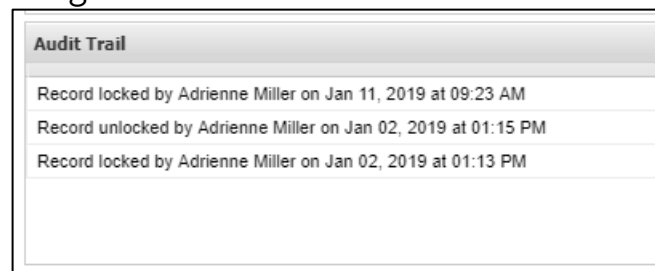 Audit Trail
Record locked by Adrienne Miller on Jan 11, 2019 at 09:23 AM
Record unlocked by Adrienne Miller on Jan 02, 2019 at 01:15 PM
Record locked by Adrienne Miller on Jan 02, 2019 at 01:13 PM